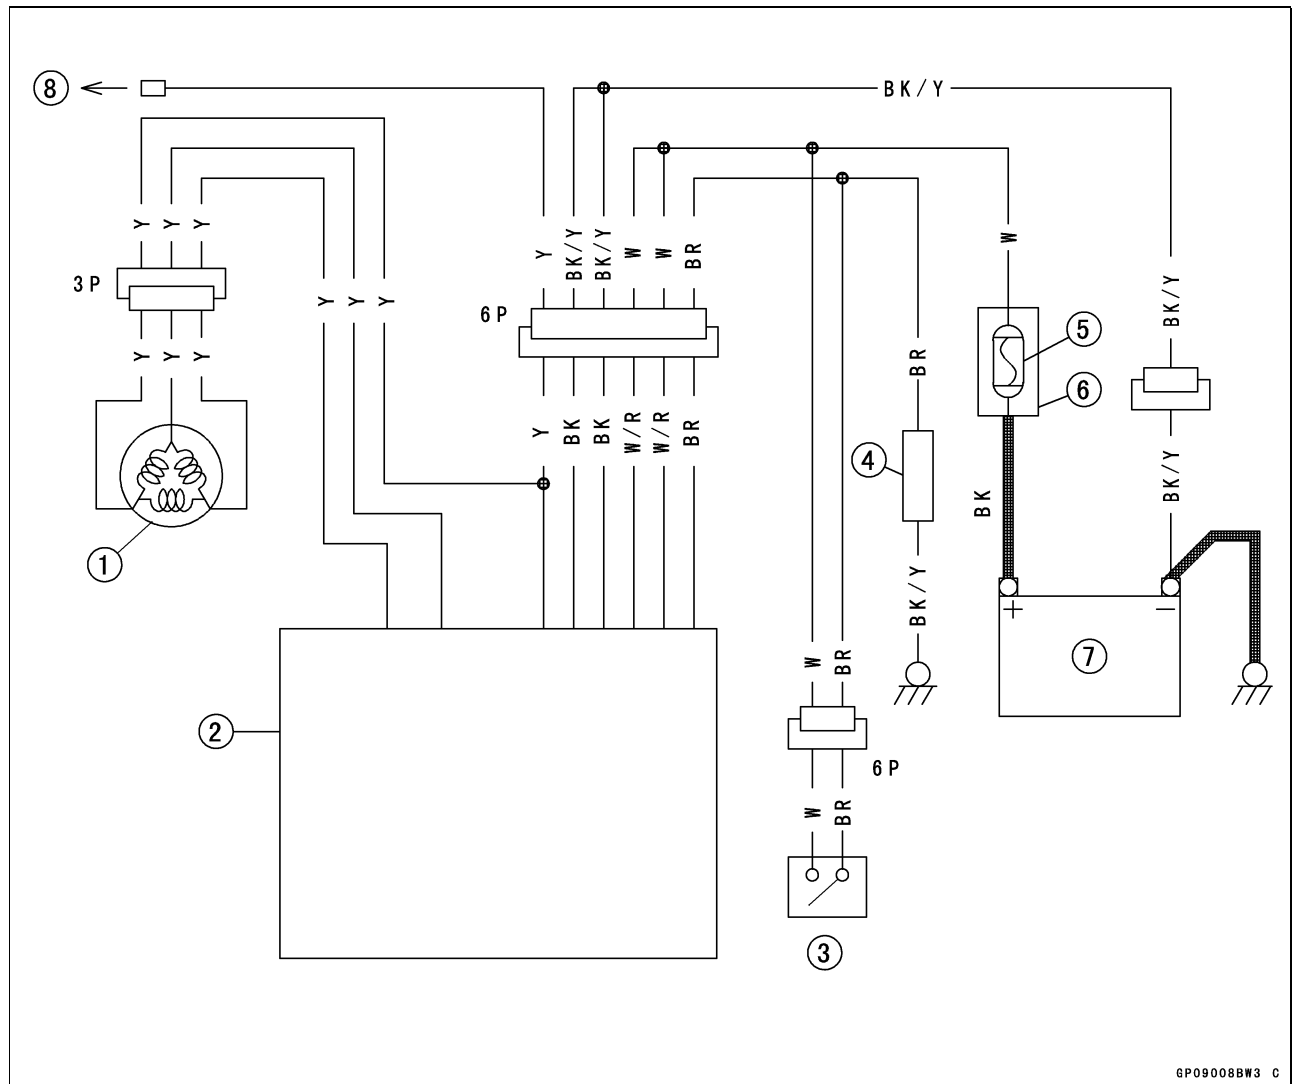 8
BK/Y
Y Y Y
Y BK/Y BK/Y W W BR
W
3P
Y Y Y
6P
BK/Y
5
6
Y Y Y
BR
Y BK BK W/R W/R BR
4
BK/Y
BK
1
BK/Y
+ −
7
W BR
2
6P
W BR
3
GP09008BW3 C